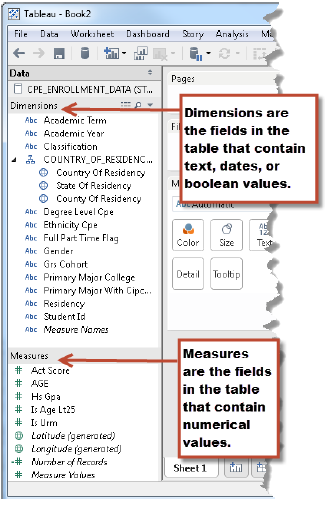 Tableau - Book2
File Data Worksheet Dashboard Story Analysis
Data
CPE_ENROLLMENT_DATA (ST...
Dimensions
Abc Academic Term
Abc Academic Year
Abc Classification
COUNTRY_OF_RESIDENC...
Country Of Residency
State Of Residency
County Of Residency
Abc Degree Level Cpe
Abc Ethnicity Cpe
Abc Full Part Time Flag
Abc Gender
Abc Grs Cohort
Abc Primary Major College
Abc Primary Major With Cipc...
Abc Residency
Abc Student Id
Abc Measure Names
Measures
# Act Score
# AGE
# Hs Gpa
# Is Age Lt25
# Is Urm
Latitude (generated)
Longitude (generated)
=# Number of Records
# Measure Values
Pages
Dimensions are
the fields in the
table that contain
text, dates, or
boolean values.
Abc Automatic
Color Size Text
Detail Tooltip
Measures
are the fields
in the table
that contain
numerical
values.
Sheet 1